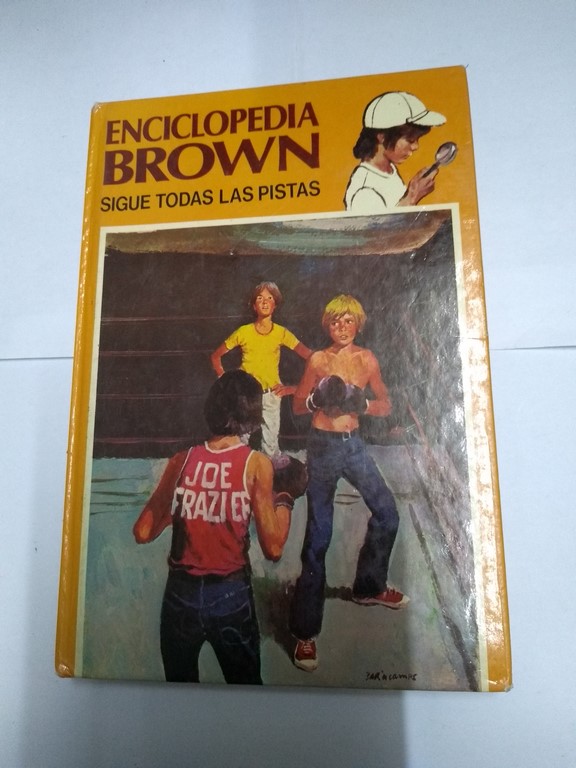 ENCICLOPEDIA
BROWN
SIGUE TODAS LAS PISTAS
JOE
FRAZIER